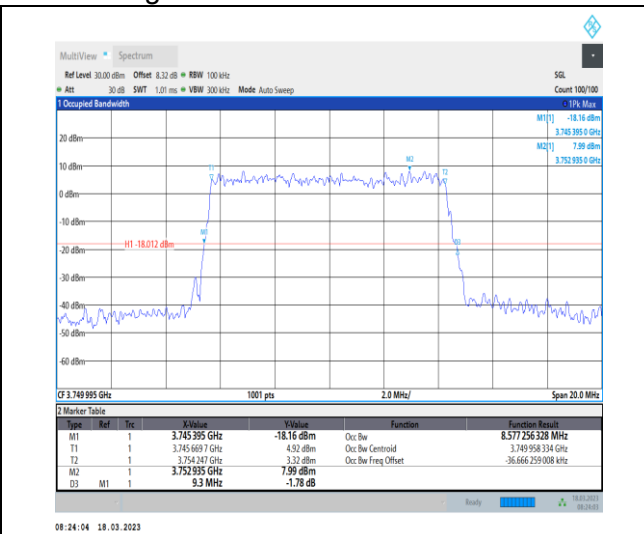 MultiView Spectrum
Ref Level 30.00 dBm Offset 8.32 dB RBW 100 kHz SGL
Att 30 dB SWT 1.01 ms VBW 300 kHz Mode Auto Sweep Count 100/100
1 Occupied Bandwidth 1Pk Max
M1[1] -18.16 dBm
3.745 395 0 GHz
M2[1] 7.99 dBm
3.752 935 0 GHz
20 dBm
10 dBm
0 dBm
-10 dBm
-20 dBm
-30 dBm
-40 dBm
-50 dBm
-60 dBm
T1
M2
T2
M1
D3
H1 -18.012 dBm
CF 3.749 995 GHz 1001 pts 2.0 MHz/ Span 20.0 MHz
2 Marker Table
Type Ref Trc X-Value Y-Value Function Function Result
M1 1 3.745 395 GHz -18.16 dBm Occ Bw 8.577 256 328 MHz
T1 1 3.745 669 7 GHz 4.92 dBm Occ Bw Centroid 3.749 958 334 GHz
T2 1 3.754 247 GHz 3.32 dBm Occ Bw Freq Offset -36.666 259 008 kHz
M2 1 3.752 935 GHz 7.99 dBm
D3 M1 1 9.3 MHz -1.78 dB
Ready 18.03.2023
08:24:03
08:24:04 18.03.2023